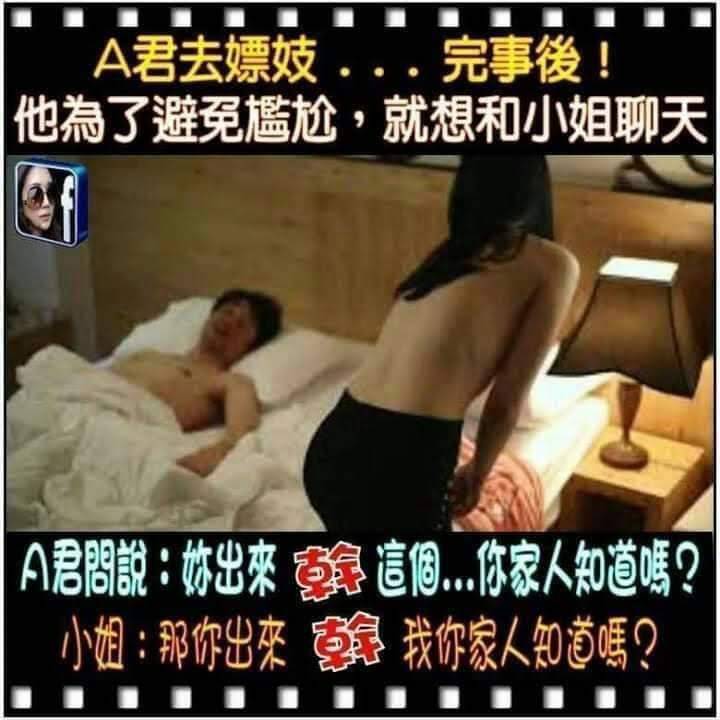 A君去嫖妓...完事後!
他為了避免尷尬,就想和小姐聊天
f
A君問說:妳出來 幹 這個...你家人知道嗎?
小姐:那你出來 幹 我你家人知道嗎?